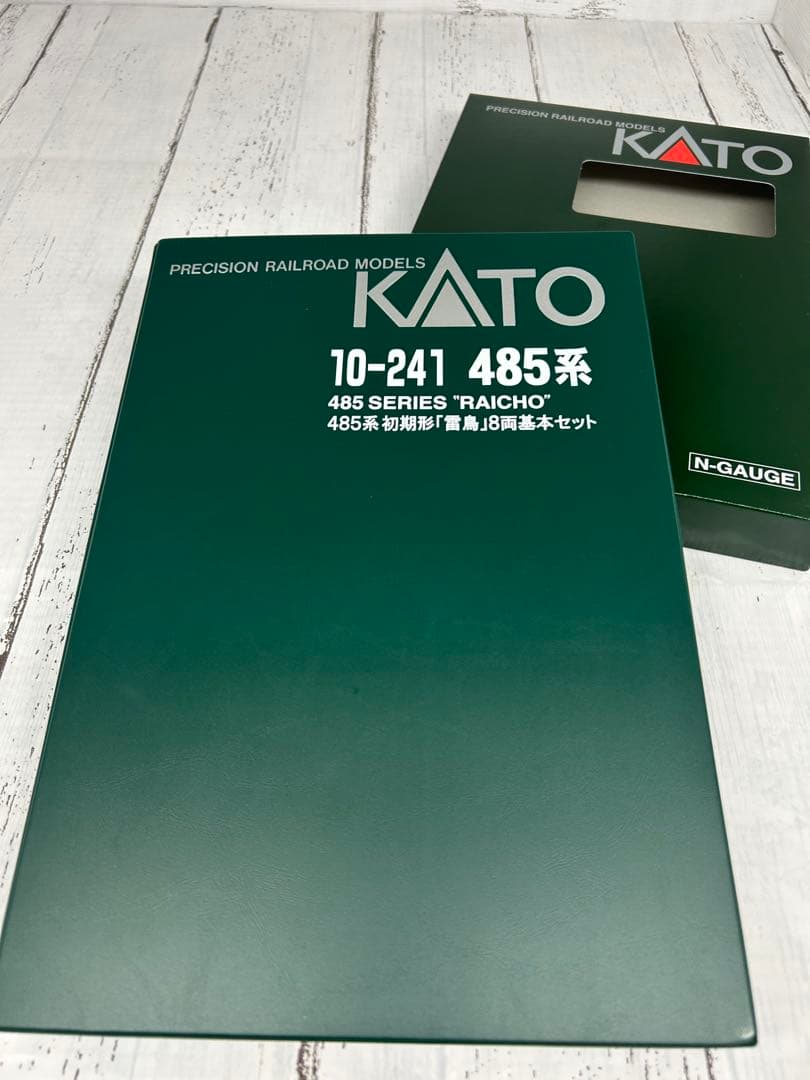 PRECISION RAILROAD MODELS
KATO
N-GAUGE
PRECISION RAILROAD MODELS
KATO
10-241 485系
485 SERIES "RAICHO"
485系初期形「雷鳥」8両基本セット